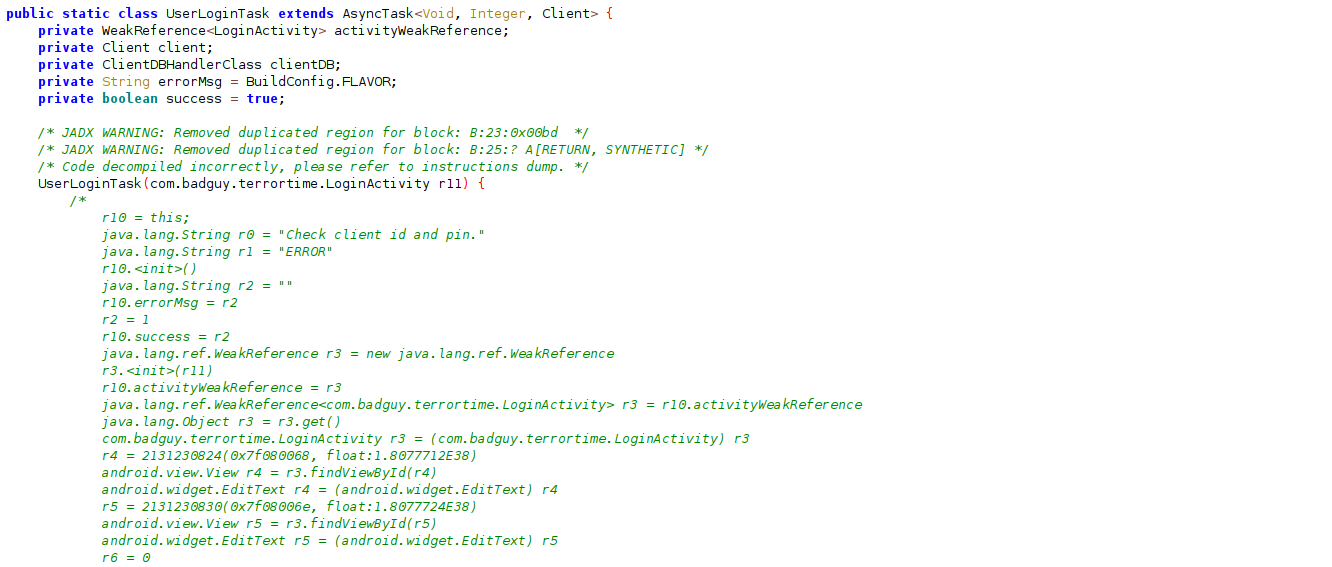 public static class UserLoginTask extends AsyncTask<Void, Integer, Client> {
    private WeakReference<LoginActivity> activityWeakReference;
    private Client client;
    private ClientDBHandlerClass clientDB;
    private String errorMsg = BuildConfig.FLAVOR;
    private boolean success = true;

    /* JADX WARNING: Removed duplicated region for block: B:23:0x00bd  */
    /* JADX WARNING: Removed duplicated region for block: B:25:? A[RETURN, SYNTHETIC] */
    /* Code decompiled incorrectly, please refer to instructions dump. */
    UserLoginTask(com.badguy.terrortime.LoginActivity r11) {
        /*
            r10 = this;
            java.lang.String r0 = "Check client id and pin."
            java.lang.String r1 = "ERROR"
            r10.<init>()
            java.lang.String r2 = ""
            r10.errorMsg = r2
            r2 = 1
            r10.success = r2
            java.lang.ref.WeakReference r3 = new java.lang.ref.WeakReference
            r3.<init>(r11)
            r10.activityWeakReference = r3
            java.lang.ref.WeakReference<com.badguy.terrortime.LoginActivity> r3 = r10.activityWeakReference
            java.lang.Object r3 = r3.get()
            com.badguy.terrortime.LoginActivity r3 = (com.badguy.terrortime.LoginActivity) r3
            r4 = 2131230824(0x7f080068, float:1.8077712E38)
            android.view.View r4 = r3.findViewById(r4)
            android.widget.EditText r4 = (android.widget.EditText) r4
            r5 = 2131230830(0x7f08006e, float:1.8077724E38)
            android.view.View r5 = r3.findViewById(r5)
            android.widget.EditText r5 = (android.widget.EditText) r5
            r6 = 0